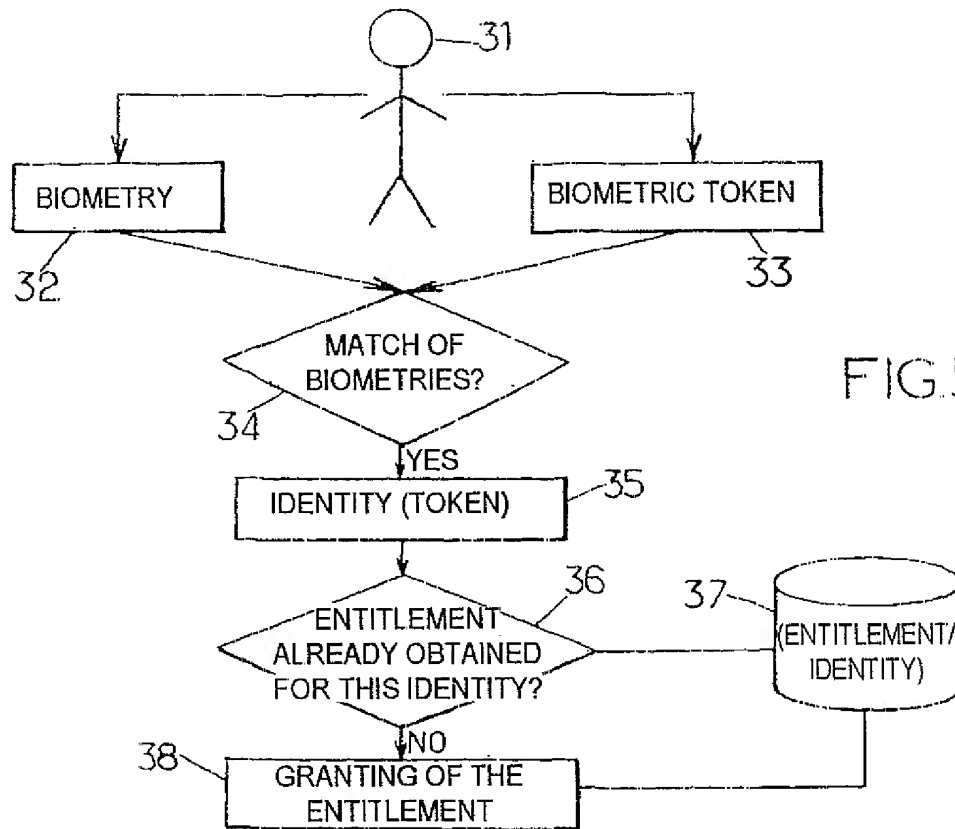 31
BIOMETRY
BIOMETRIC TOKEN
32
33
MATCH OF
BIOMETRIES?
34
YES
IDENTITY (TOKEN)
35
36
ENTITLEMENT
ALREADY OBTAINED
FOR THIS IDENTITY?
37
(ENTITLEMENT/
IDENTITY)
NO
38
GRANTING OF THE
ENTITLEMENT
FIG.